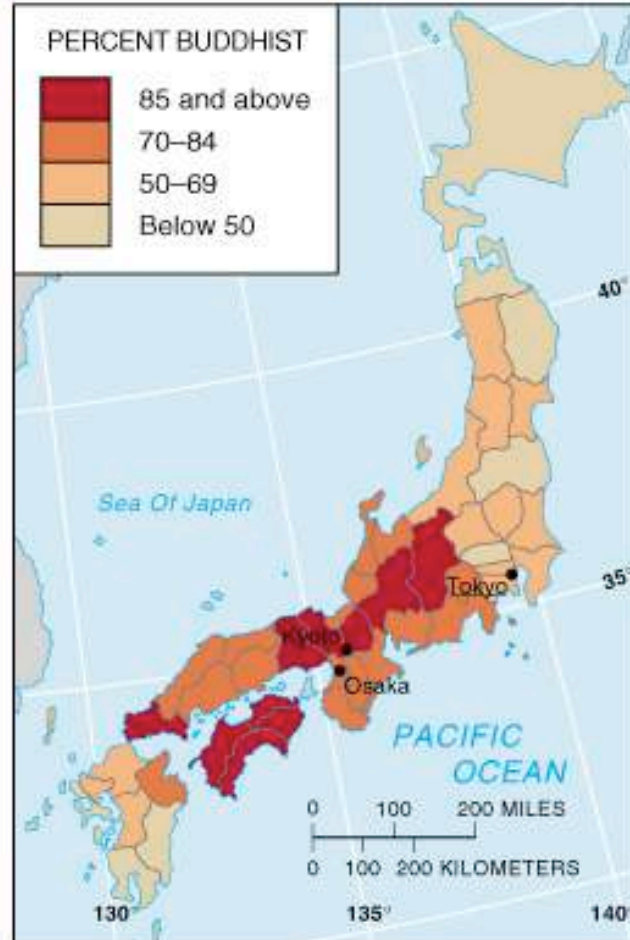 PERCENT BUDDHIST
85 and above
70–84
50–69
Below 50
40°
Sea Of Japan
35°
Tokyo
Kyoto
Osaka
PACIFIC
OCEAN
0 100 200 MILES
0 100 200 KILOMETERS
130° 135° 140°